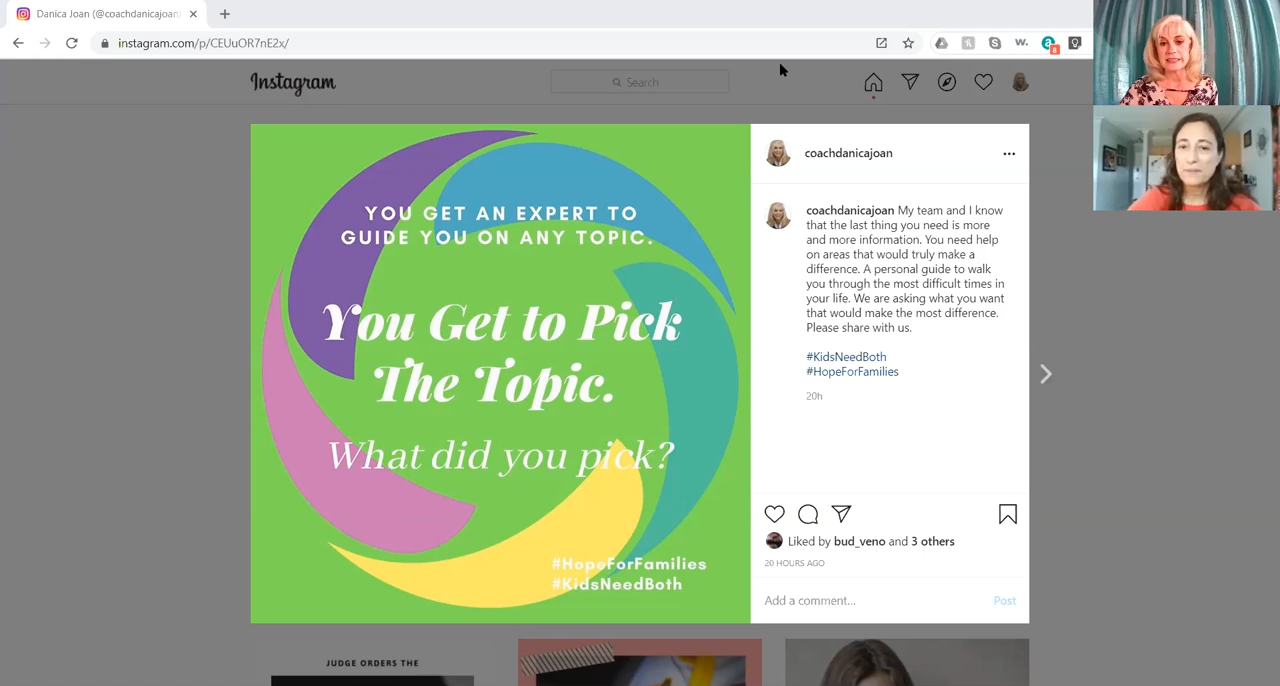 Danica Joan (@coachdanicajoan)
instagram.com/p/CEUuOR7nE2x/
8
Instagram
Search
YOU GET AN EXPERT TO
GUIDE YOU ON ANY TOPIC.
You Get to Pick
The Topic.
What did you pick?
#HopeForFamilies
#KidsNeedBoth
coachdanicajoan
coachdanicajoan My team and I know
that the last thing you need is more
and more information. You need help
on areas that would truly make a
difference. A personal guide to walk
you through the most difficult times in
your life. We are asking what you want
that would make the most difference.
Please share with us.
#KidsNeedBoth
#HopeForFamilies
20h
Liked by bud_veno and 3 others
20 HOURS AGO
Add a comment...
Post
JUDGE ORDERS THE